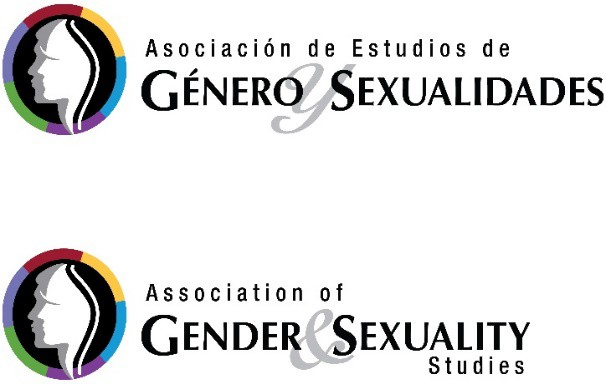 Asociación de Estudios de
GÉNERO Y SEXUALIDADES
Association of
GENDER & SEXUALITY
Studies